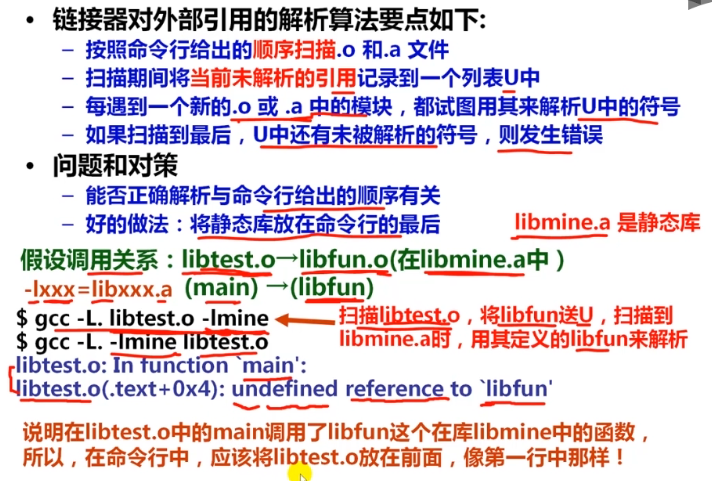 • 链接器对外部引用的解析算法要点如下:
– 按照命令行给出的顺序扫描.o 和.a 文件
– 扫描期间将当前未解析的引用记录到一个列表U中
– 每遇到一个新的.o 或 .a 中的模块，都试图用其来解析U中的符号
– 如果扫描到最后，U中还有未被解析的符号，则发生错误
• 问题和对策
– 能否正确解析与命令行给出的顺序有关
– 好的做法：将静态库放在命令行的最后 libmine.a 是静态库
假设调用关系：libtest.o→libfun.o(在libmine.a中）
-lxxx=libxxx.a (main) →(libfun)
$ gcc -L. libtest.o -lmine 扫描libtest.o，将libfun送U，扫描到
$ gcc -L. -lmine libtest.o libmine.a时，用其定义的libfun来解析
libtest.o: In function `main':
libtest.o(.text+0x4): undefined reference to `libfun'
说明在libtest.o中的main调用了libfun这个在库libmine中的函数，
所以，在命令行中，应该将libtest.o放在前面，像第一行中那样！